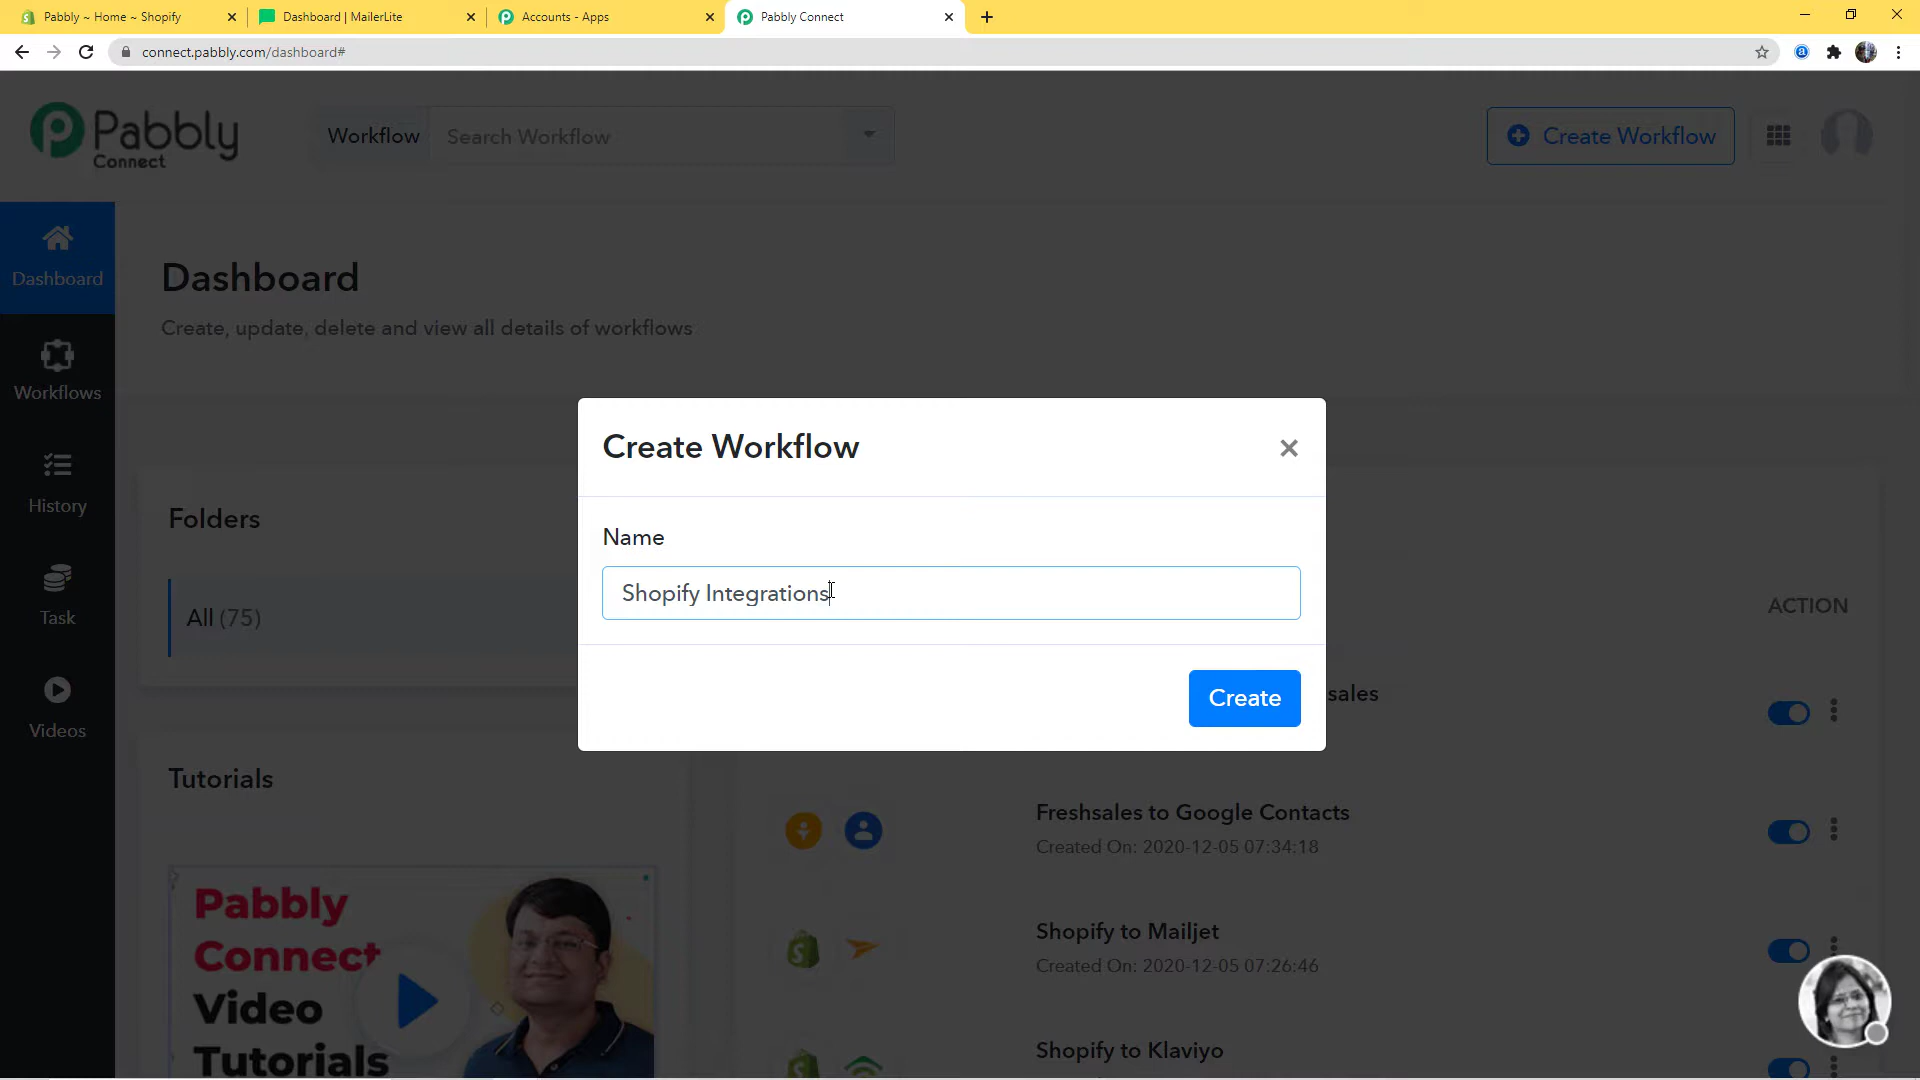 Pabbly ~ Home ~ Shopify
Dashboard | MailerLite
Accounts - Apps
Pabbly Connect
connect.pabbly.com/dashboard#
Pabbly
Connect
Workflow
Search Workflow
Create Workflow
Dashboard
Dashboard
Create, update, delete and view all details of workflows
Workflows
History
Task
Videos
Create Workflow
Name
Shopify Integrations
Create
Folders
All (75)
ACTION
sales
Tutorials
Freshsales to Google Contacts
Created On: 2020-12-05 07:34:18
Shopify to Mailjet
Created On: 2020-12-05 07:26:46
Shopify to Klaviyo
Pabbly
Connect
Video
Tutorials